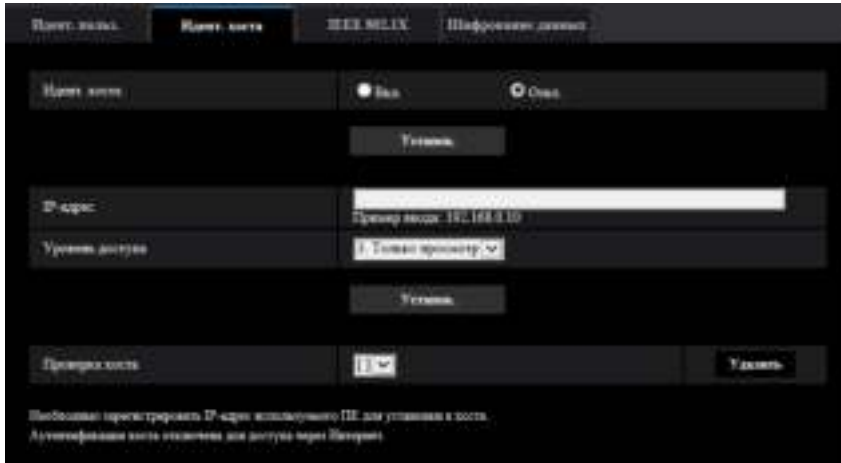 Идент. польз.
Идент. хоста
IEEE 802.1X
Шифрование данных
Идент. хоста
Вкл.
Откл.
Установ.
IP-адрес
Пример ввода: 192.168.0.10
Уровень доступа
3. Только просмотр
Установ.
Проверка хоста
Удалить
Необходимо зарегистрировать IP-адрес используемого ПК для установки в хоста.
Аутентификация хоста отключена для доступа через Интернет.